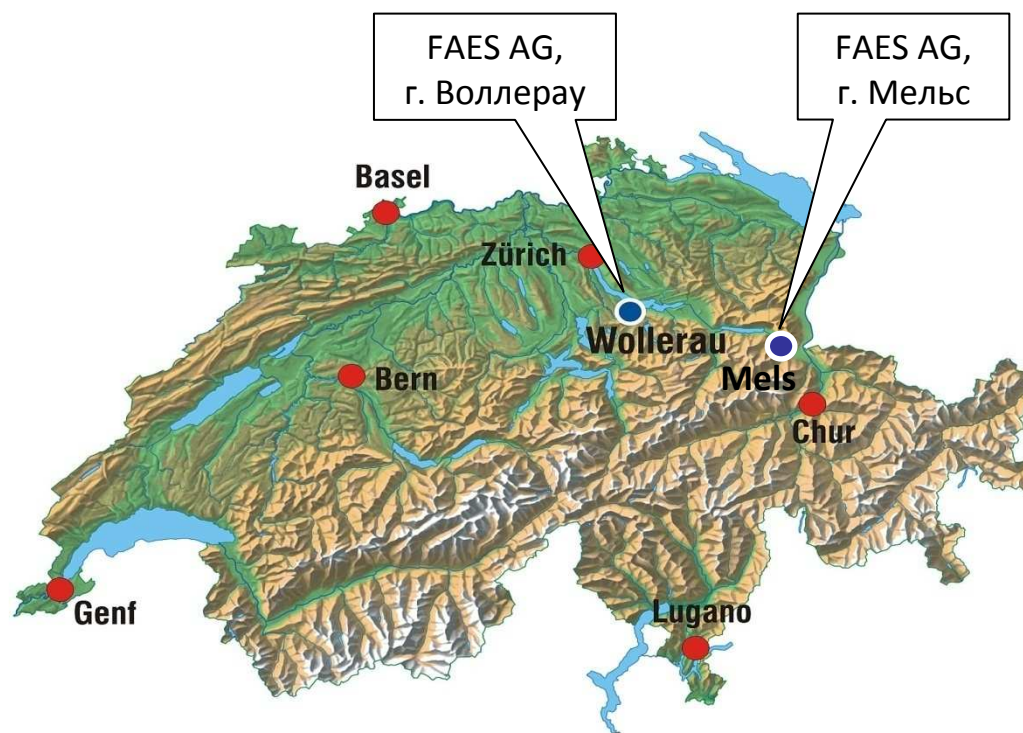 FAES AG,
г. Воллерау
FAES AG,
г. Мельс
Basel
Zürich
Wollerau
Mels
Bern
Chur
Genf
Lugano